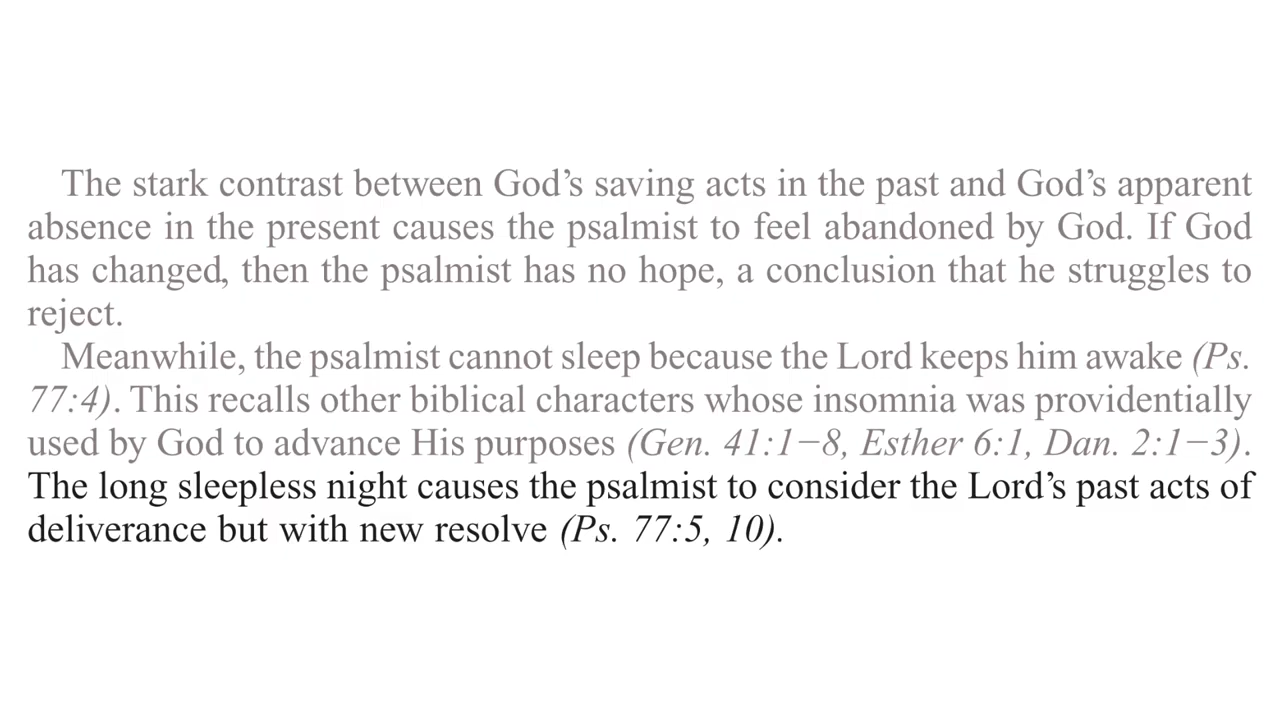 The stark contrast between God’s saving acts in the past and God’s apparent
absence in the present causes the psalmist to feel abandoned by God. If God
has changed, then the psalmist has no hope, a conclusion that he struggles to
reject.
Meanwhile, the psalmist cannot sleep because the Lord keeps him awake (Ps.
77:4). This recalls other biblical characters whose insomnia was providentially
used by God to advance His purposes (Gen. 41:1–8, Esther 6:1, Dan. 2:1–3).
The long sleepless night causes the psalmist to consider the Lord’s past acts of
deliverance but with new resolve (Ps. 77:5, 10).